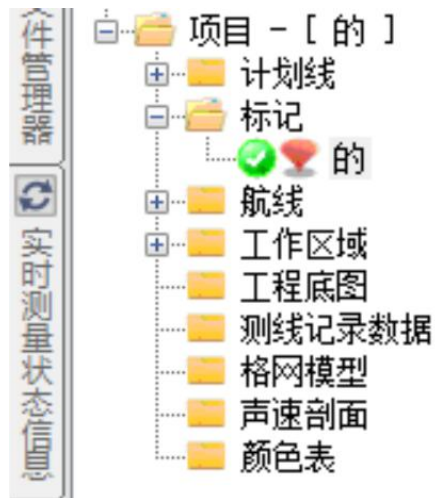 文件管理器
实时测量状态信息
项目 - [ 的 ]
计划线
标记
的
航线
工作区域
工程底图
测线记录数据
格网模型
声速剖面
颜色表